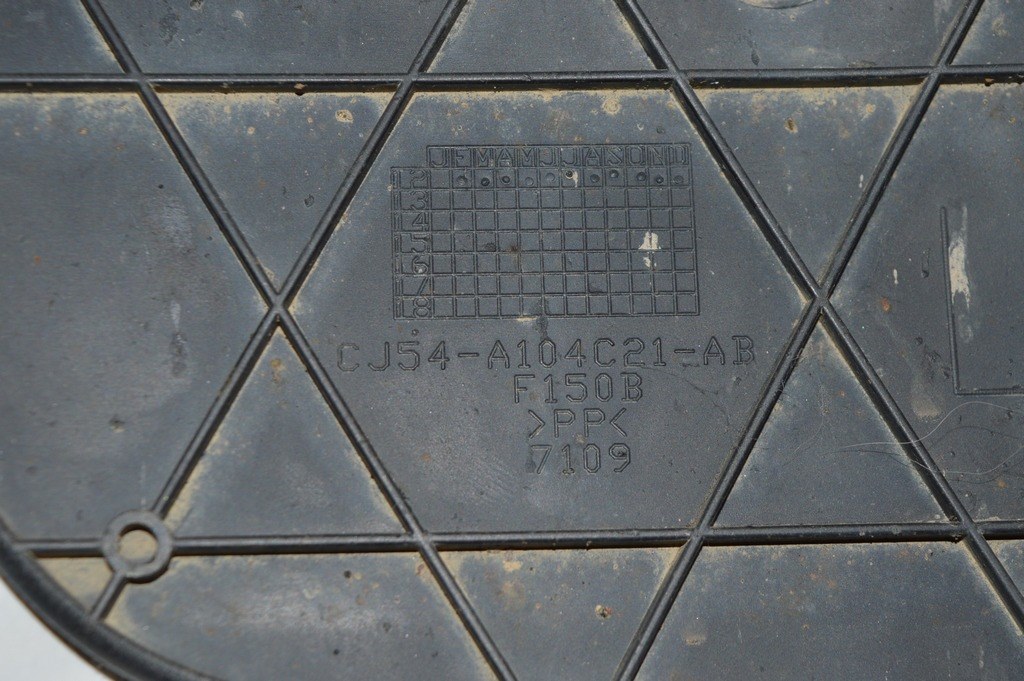 JFMAMJJASOND
12
13
14
15
16
17
18
CJ54-A104C21-AB
F150B
>PP<
7109